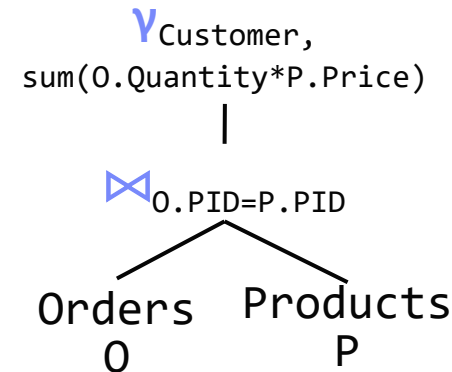 γCustomer,
sum(O.Quantity*P.Price)
⋈O.PID=P.PID
Orders Products
O P